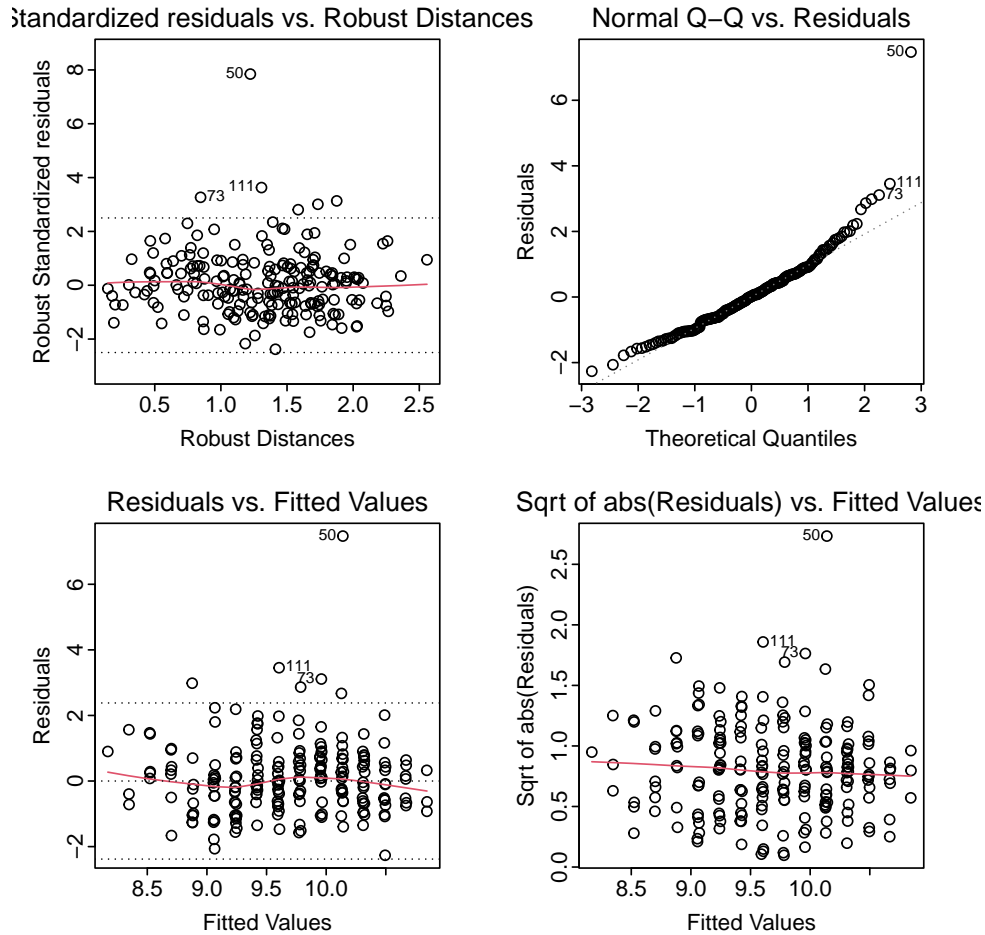 Standardized residuals vs. Robust Distances
Robust Standardized residuals
8
6
4
2
0
−2
50
111
73
0.5 1.0 1.5 2.0 2.5
Robust Distances
Normal Q−Q vs. Residuals
Residuals
6
4
2
0
−2
50
111
73
−3 −2 −1 0 1 2 3
Theoretical Quantiles
Residuals vs. Fitted Values
Residuals
6
4
2
0
−2
50
111
73
8.5 9.0 9.5 10.0
Fitted Values
Sqrt of abs(Residuals) vs. Fitted Values
Sqrt of abs(Residuals)
2.5
2.0
1.5
1.0
0.5
0.0
50
111
73
8.5 9.0 9.5 10.0
Fitted Values